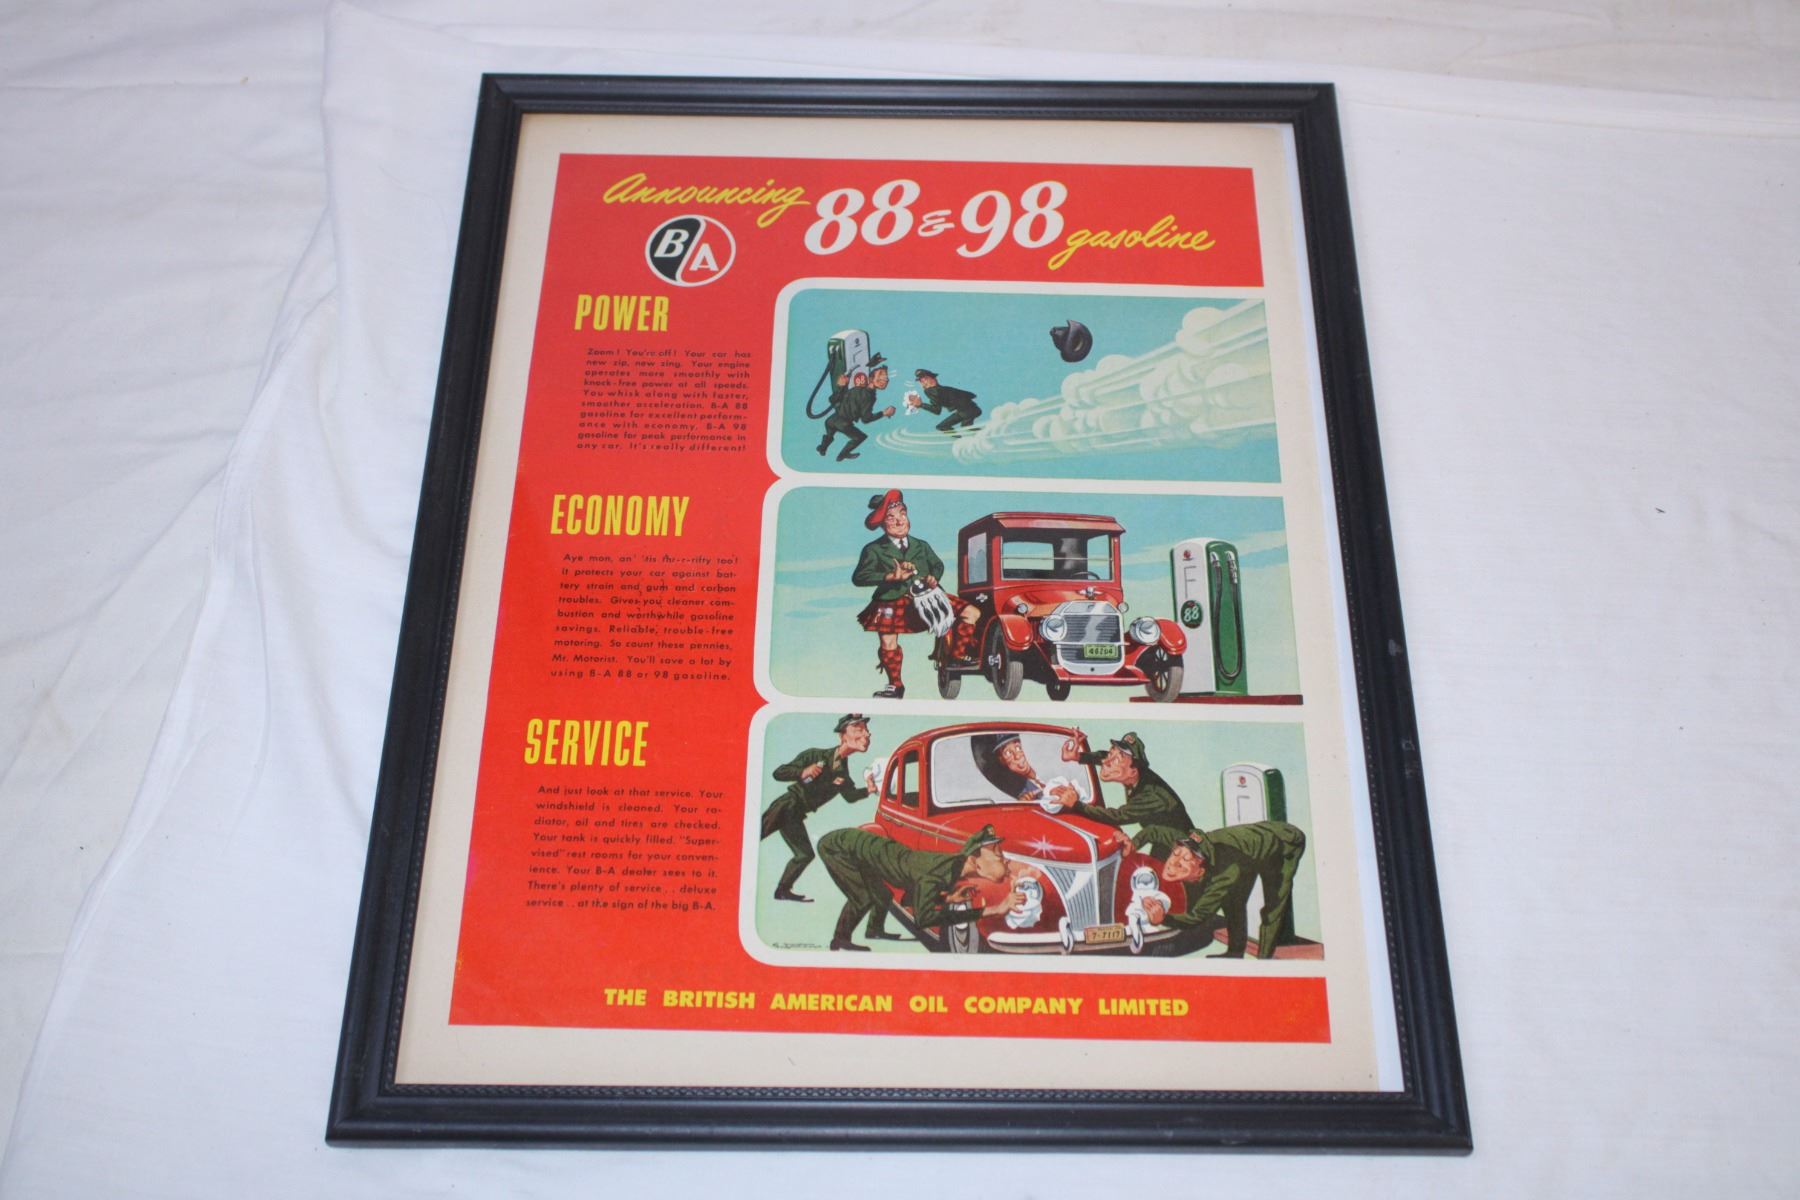 Announcing 88 & 98 gasoline
B/A
POWER
Zoom! You're off! Your car has
new zip, new zing. Your engine
operates more smoothly with
knock-free power at all speeds.
You whisk along with faster,
smoother acceleration. B-A 88
gasoline for excellent perform-
ance with economy. B-A 98
gasoline for peak performance in
any car. It's really different!
98
ECONOMY
Aye mon, an' 'tis thr-r-rifty too!
It protects your car against bat-
tery strain and gum and carbon
troubles. Gives you cleaner com-
bustion and worthwhile gasoline
savings. Reliable, trouble-free
motoring. So count these pennies,
Mr. Motorist. You'll save a lot by
using B-A 88 or 98 gasoline.
88
46264
SERVICE
And just look at that service. Your
windshield is cleaned. Your ra-
diator, oil and tires are checked.
Your tank is quickly filled. "Super-
vised" rest rooms for your conven-
ience. Your B-A dealer sees to it.
There's plenty of service . . deluxe
service . . at the sign of the big B-A.
7-7117
THE BRITISH AMERICAN OIL COMPANY LIMITED